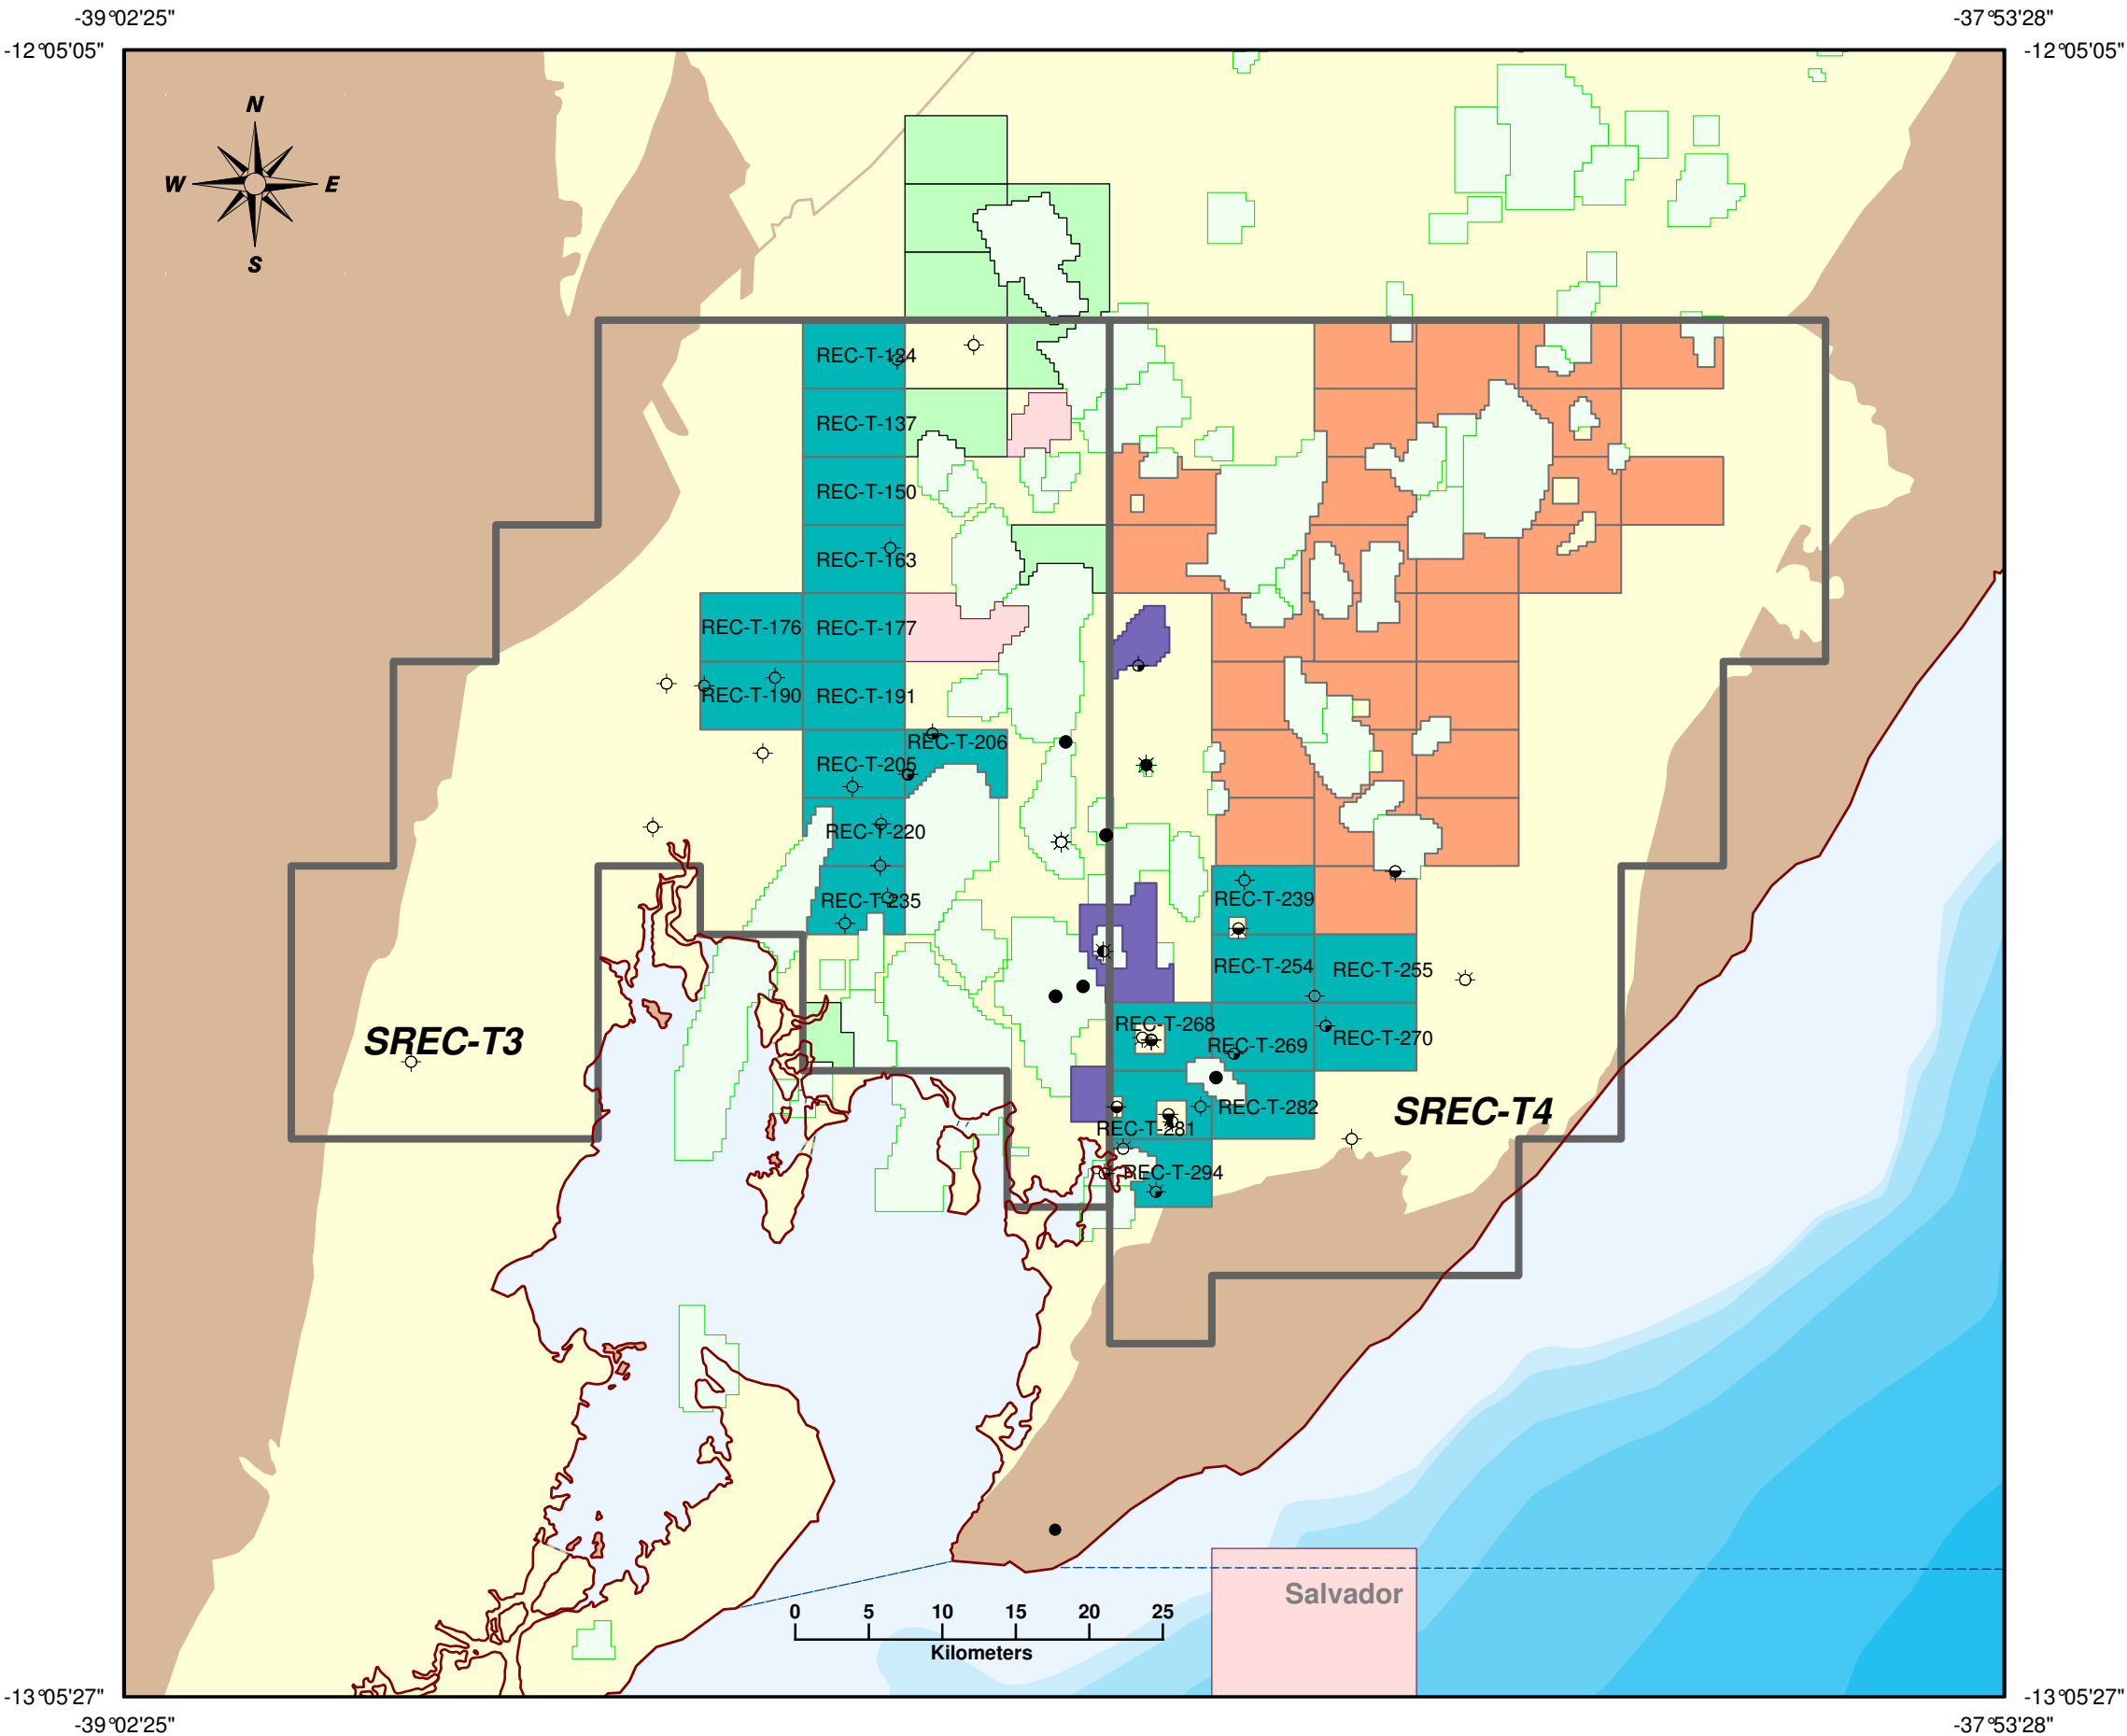 -39°02'25"
-37°53'28"
-12°05'05"
-12°05'05"
N
W
E
S
REC-T-124
REC-T-137
REC-T-150
REC-T-163
REC-T-176
REC-T-177
REC-T-190
REC-T-191
REC-T-206
REC-T-205
REC-T-220
REC-T-235
REC-T-239
REC-T-254
REC-T-255
REC-T-268
REC-T-269
REC-T-270
SREC-T3
REC-T-282
SREC-T4
REC-T-281
REC-T-294
Salvador
0 5 10 15 20 25
Kilometers
-13°05'27"
-13°05'27"
-39°02'25"
-37°53'28"